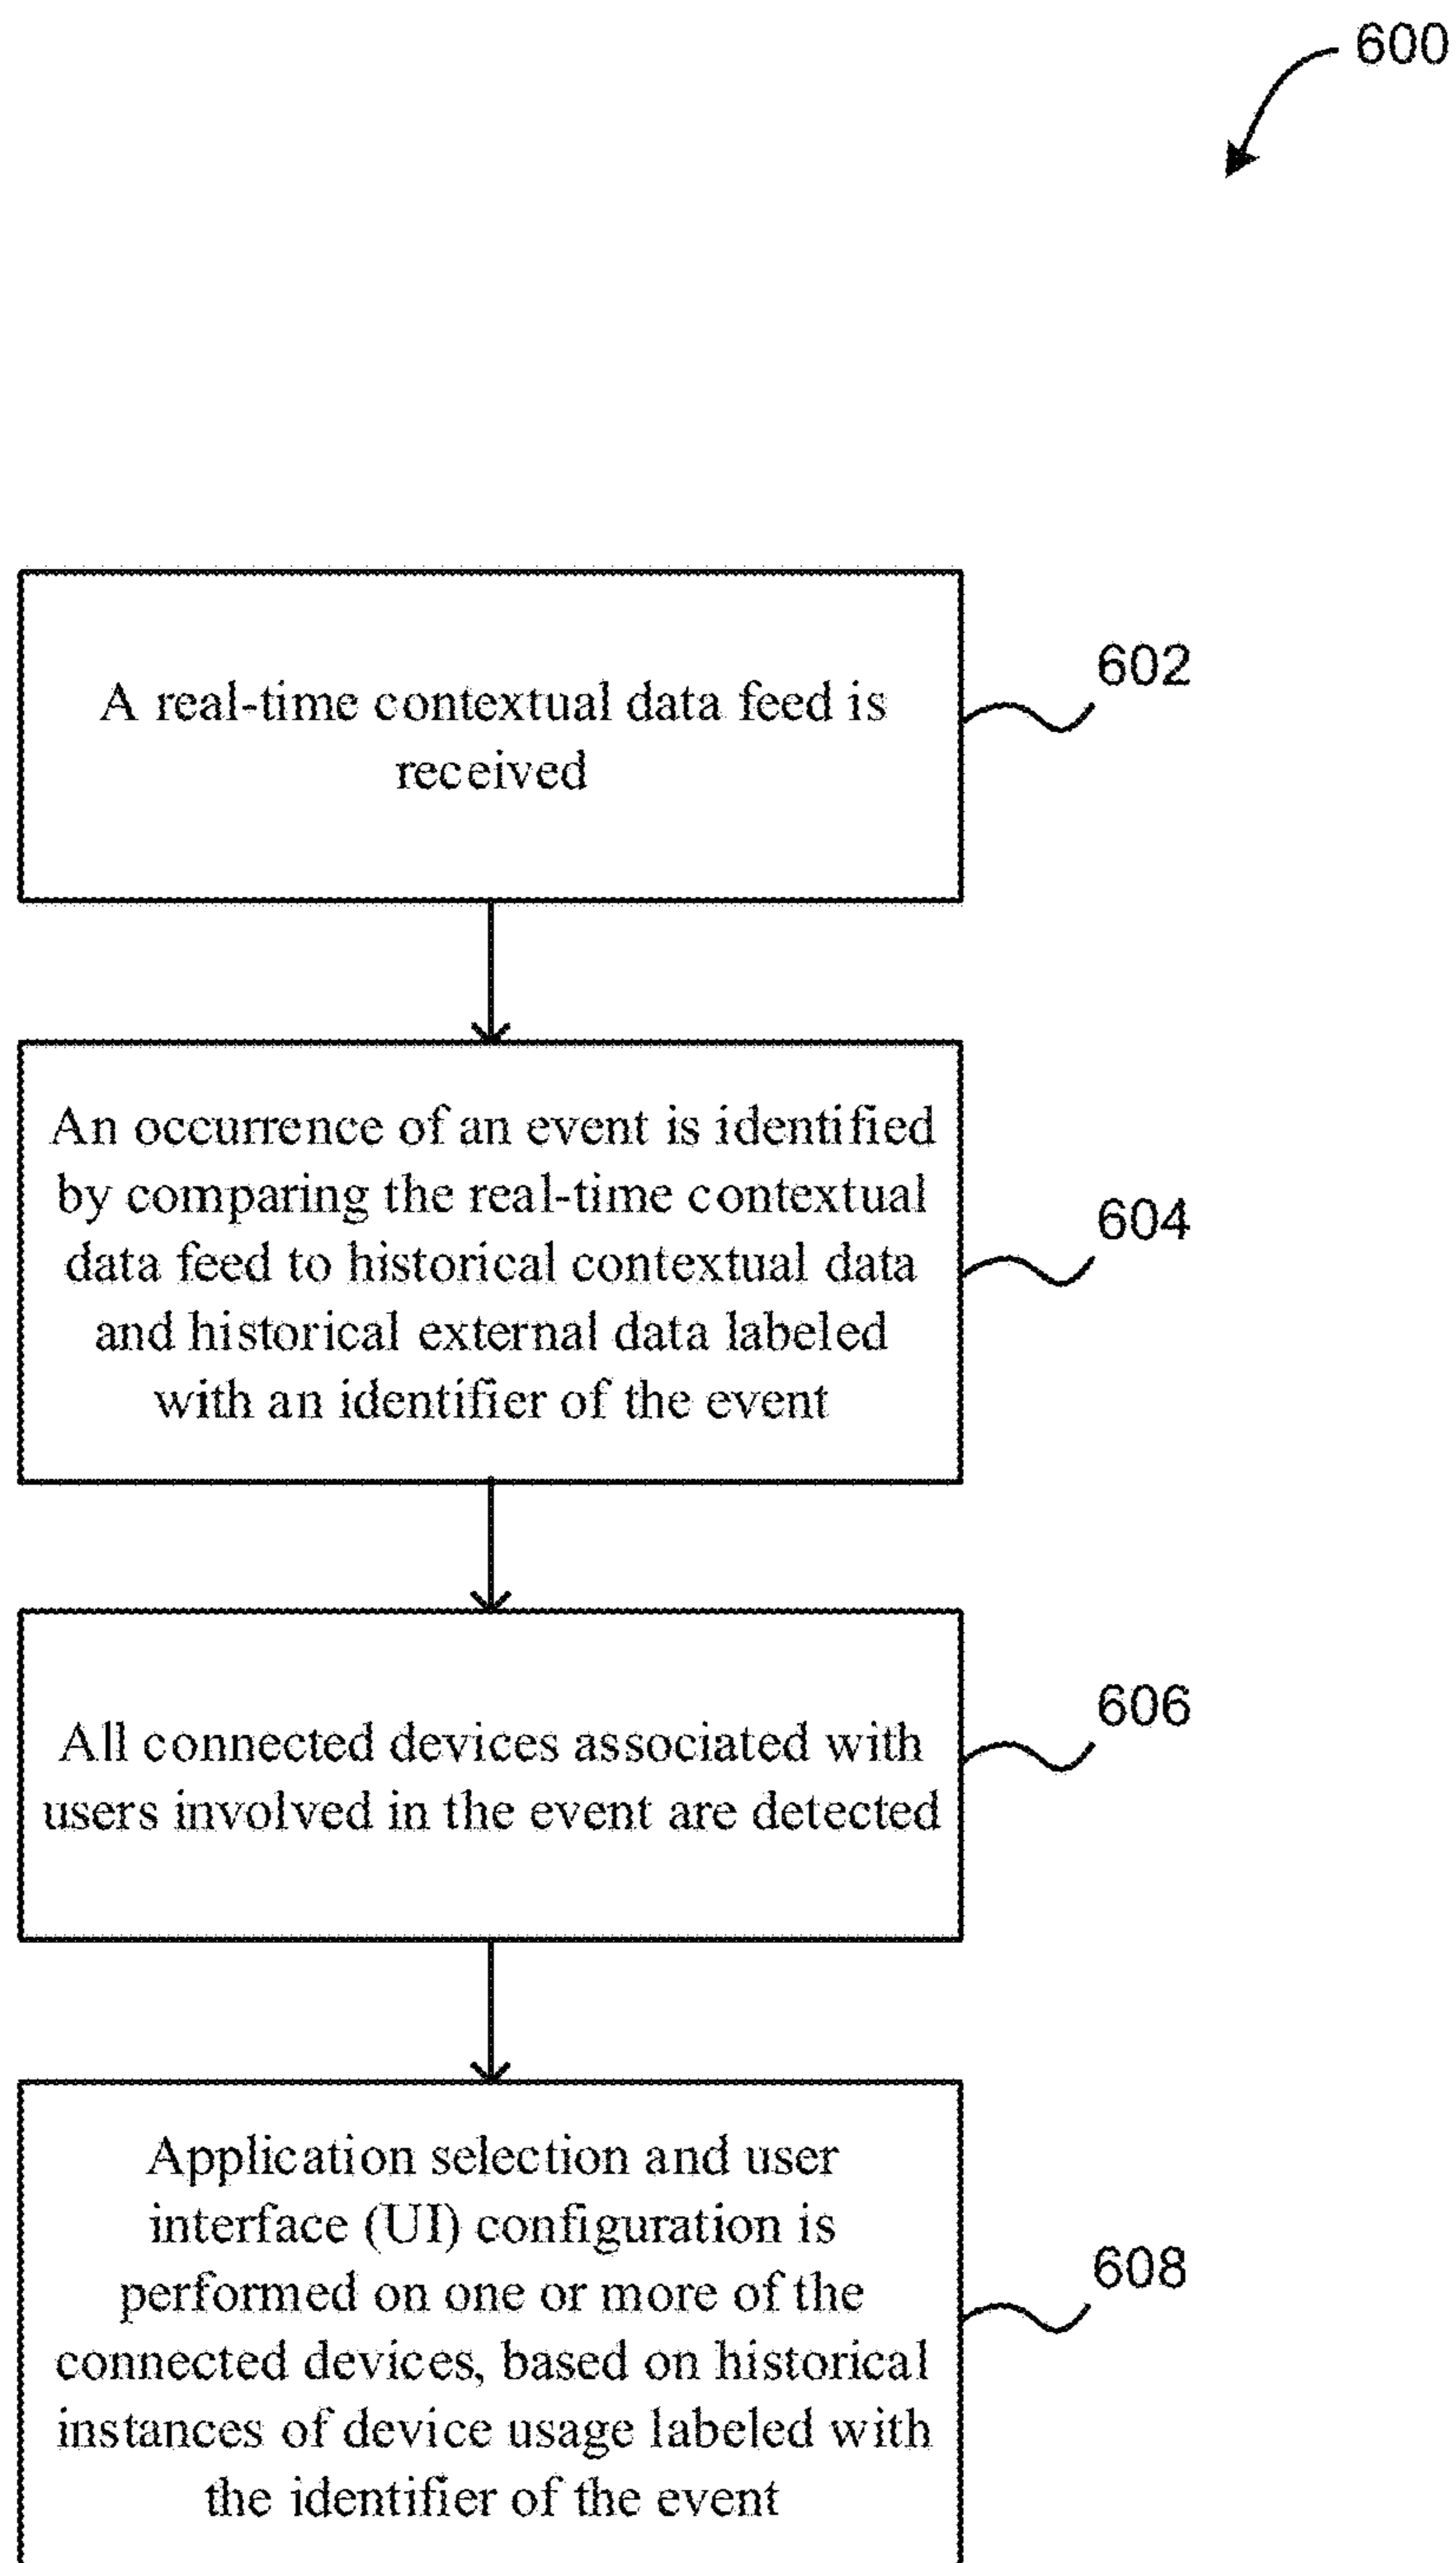 600
A real-time contextual data feed is
received
602
An occurrence of an event is identified
by comparing the real-time contextual
data feed to historical contextual data
and historical external data labeled
with an identifier of the event
604
All connected devices associated with
users involved in the event are detected
606
Application selection and user
interface (UI) configuration is
performed on one or more of the
connected devices, based on historical
instances of device usage labeled with
the identifier of the event
608